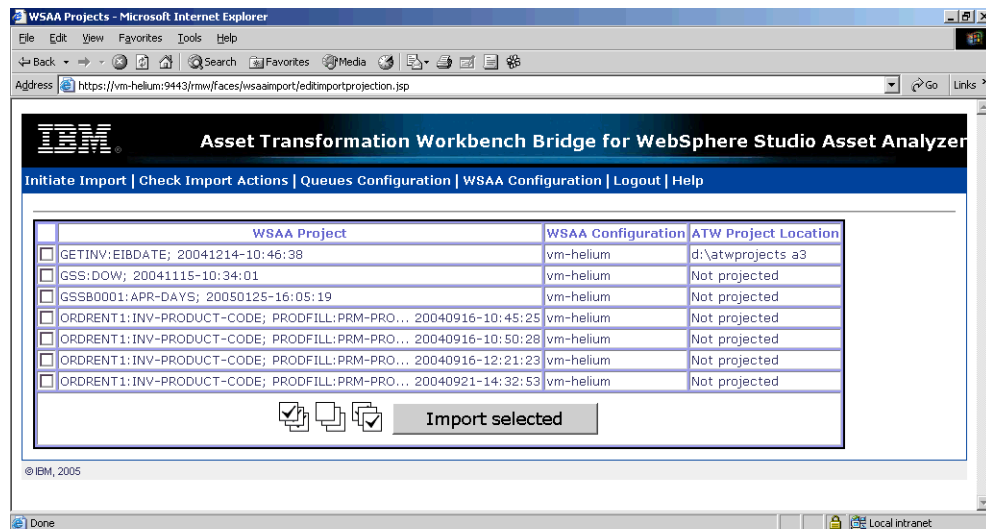 WSAA Projects - Microsoft Internet Explorer
File Edit View Favorites Tools Help
Back Search Favorites Media
Address https://vm-helium:9443/rmw/faces/wsaaimport/editimportprojection.jsp Go Links »
IBM® Asset Transformation Workbench Bridge for WebSphere Studio Asset Analyzer
Initiate Import | Check Import Actions | Queues Configuration | WSAA Configuration | Logout | Help
WSAA Project WSAA Configuration ATW Project Location
GETINV:EIBDATE; 20041214-10:46:38 vm-helium d:\atwprojects a3
GSS:DOW; 20041115-10:34:01 vm-helium Not projected
GSSB0001:APR-DAYS; 20050125-16:05:19 vm-helium Not projected
ORDRENT1:INV-PRODUCT-CODE; PRODFILL:PRM-PRO... 20040916-10:45:25 vm-helium Not projected
ORDRENT1:INV-PRODUCT-CODE; PRODFILL:PRM-PRO... 20040916-10:50:28 vm-helium Not projected
ORDRENT1:INV-PRODUCT-CODE; PRODFILL:PRM-PRO... 20040916-12:21:23 vm-helium Not projected
ORDRENT1:INV-PRODUCT-CODE; PRODFILL:PRM-PRO... 20040921-14:32:53 vm-helium Not projected
Import selected
© IBM, 2005
Done Local intranet